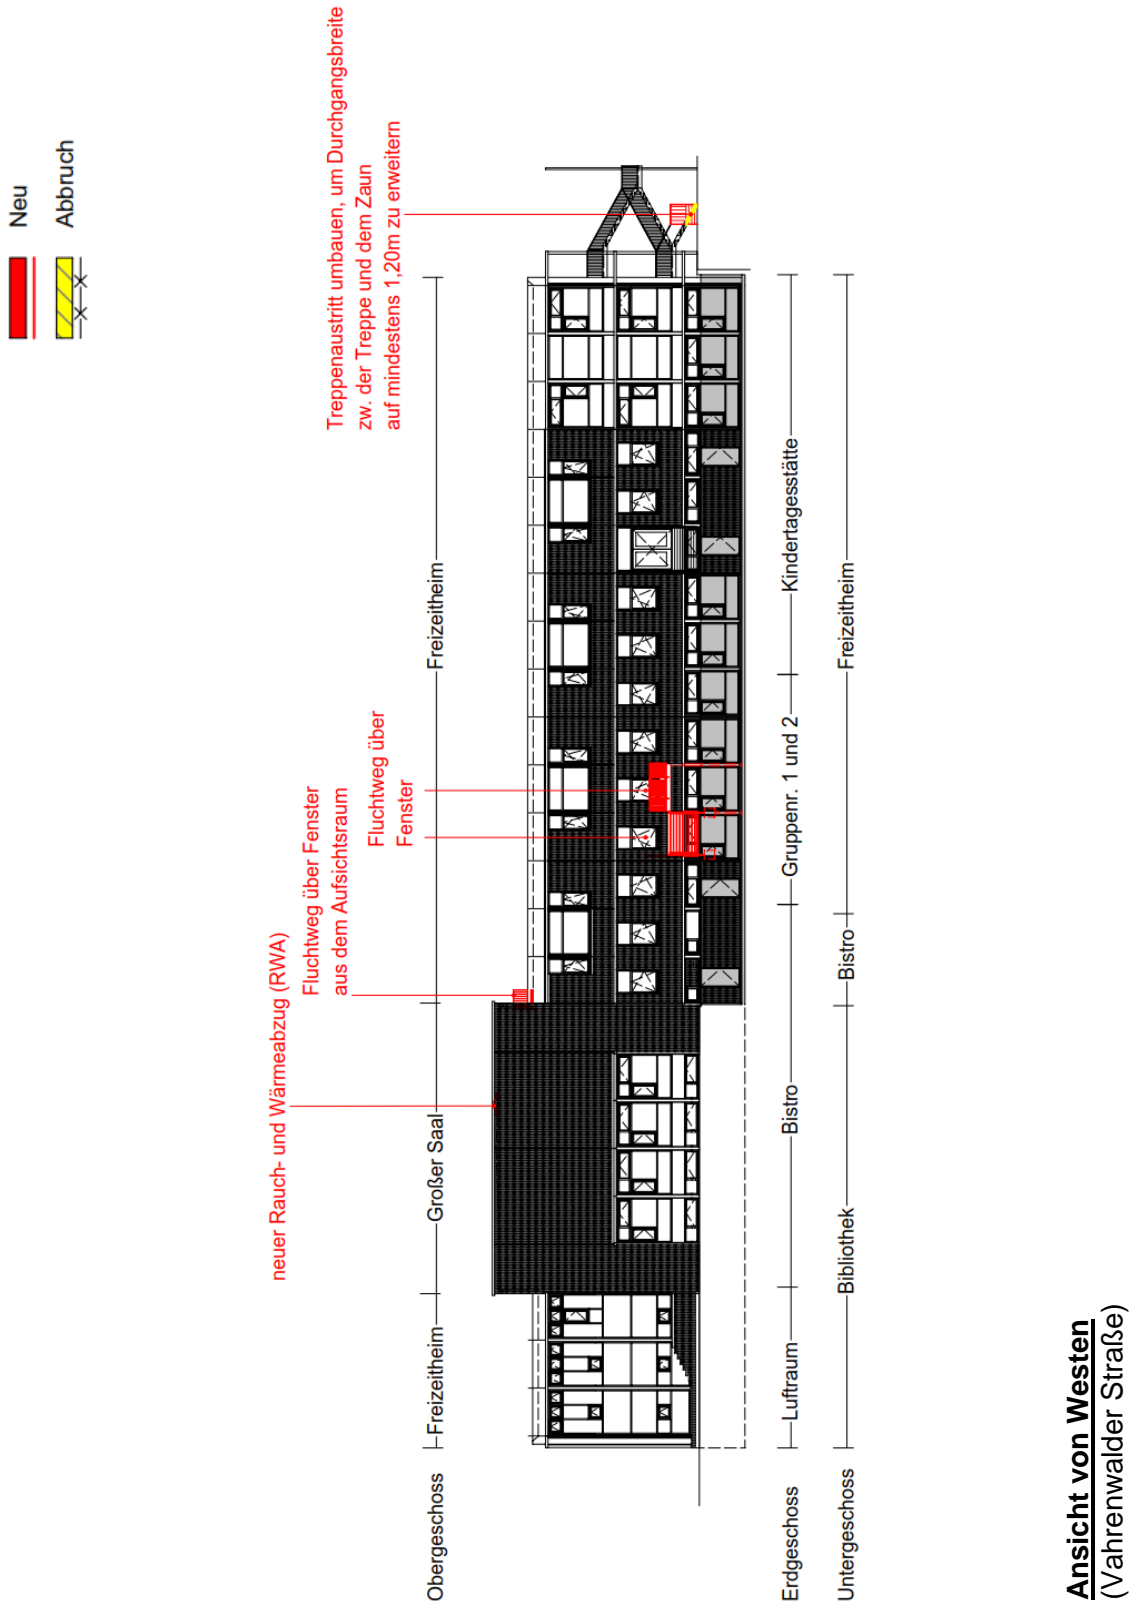 Neu
Abbruch
Treppenaustritt umbauen, um Durchgangsbreite
zw. der Treppe und dem Zaun
auf mindestens 1,20m zu erweitern
neuer Rauch- und Wärmeabzug (RWA)
Fluchtweg über Fenster
aus dem Aufsichtsraum
Fluchtweg über
Fenster
Obergeschoss
Freizeitheim
Großer Saal
Freizeitheim
Erdgeschoss
Luftraum
Bistro
Gruppenr. 1 und 2
Kindertagesstätte
Untergeschoss
Bibliothek
Bistro
Freizeitheim
Ansicht von Westen
(Vahrenwalder Straße)